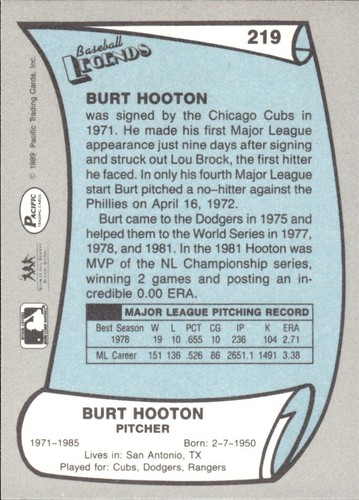 219
Baseball
LEGENDS
BURT HOOTON
was signed by the Chicago Cubs in
1971. He made his first Major League
appearance just nine days after signing
and struck out Lou Brock, the first hitter
he faced. In only his fourth Major League
start Burt pitched a no-hitter against the
Phillies on April 16, 1972.
Burt came to the Dodgers in 1975 and
helped them to the World Series in 1977,
1978, and 1981. In the 1981 Hooton was
MVP of the NL Championship series,
winning 2 games and posting an in-
credible 0.00 ERA.
MAJOR LEAGUE PITCHING RECORD
Best Season W L PCT CG IP K ERA
1978 19 10 .655 10 236 104 2.71
ML Career 151 136 .526 86 2651.1 1491 3.38
BURT HOOTON
PITCHER
1971-1985 Born: 2-7-1950
Lives in: San Antonio, TX
Played for: Cubs, Dodgers, Rangers
© 1989 Pacific Trading Cards, Inc.
PACIFIC
TRADING CARDS